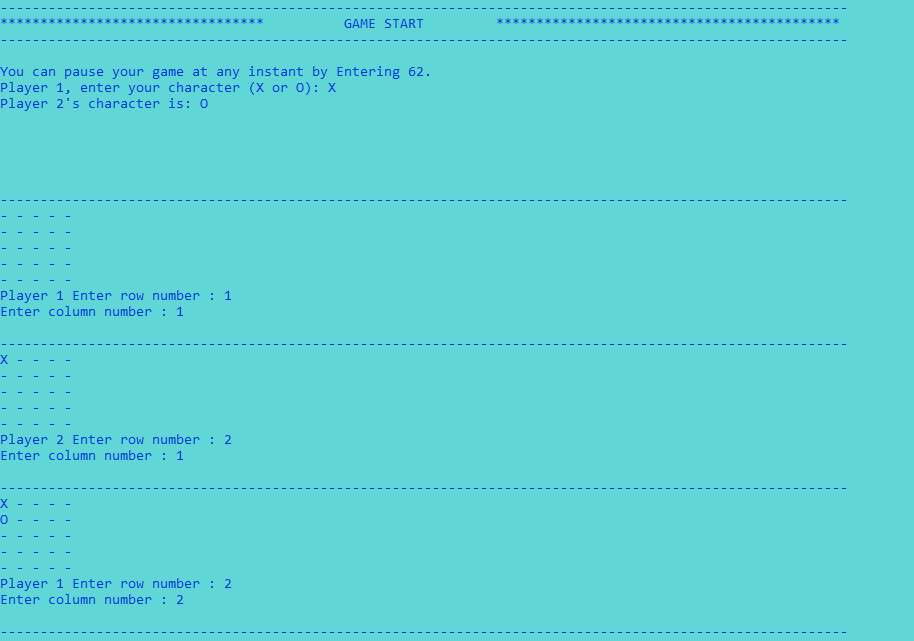 ----------------------------------------------------------------------------------------------------------
*********************************          GAME START         *******************************************
----------------------------------------------------------------------------------------------------------
You can pause your game at any instant by Entering 62.
Player 1, enter your character (X or O): X
Player 2's character is: O
----------------------------------------------------------------------------------------------------------
- - - - -
- - - - -
- - - - -
- - - - -
- - - - -
Player 1 Enter row number : 1
Enter column number : 1
----------------------------------------------------------------------------------------------------------
X - - - -
- - - - -
- - - - -
- - - - -
- - - - -
Player 2 Enter row number : 2
Enter column number : 1
----------------------------------------------------------------------------------------------------------
X - - - -
O - - - -
- - - - -
- - - - -
- - - - -
Player 1 Enter row number : 2
Enter column number : 2
----------------------------------------------------------------------------------------------------------